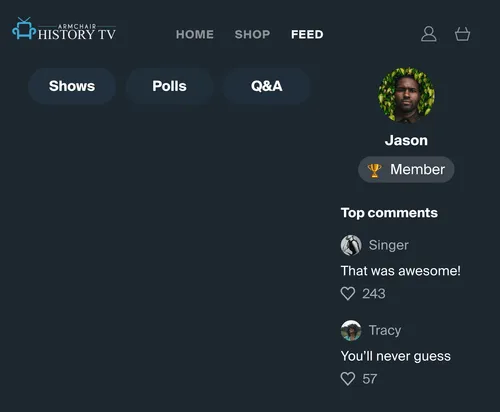 ARMCHAIR
HISTORY TV
HOME SHOP FEED
Shows Polls Q&A
Jason
Member
Top comments
Singer
That was awesome!
243
Tracy
You'll never guess
57